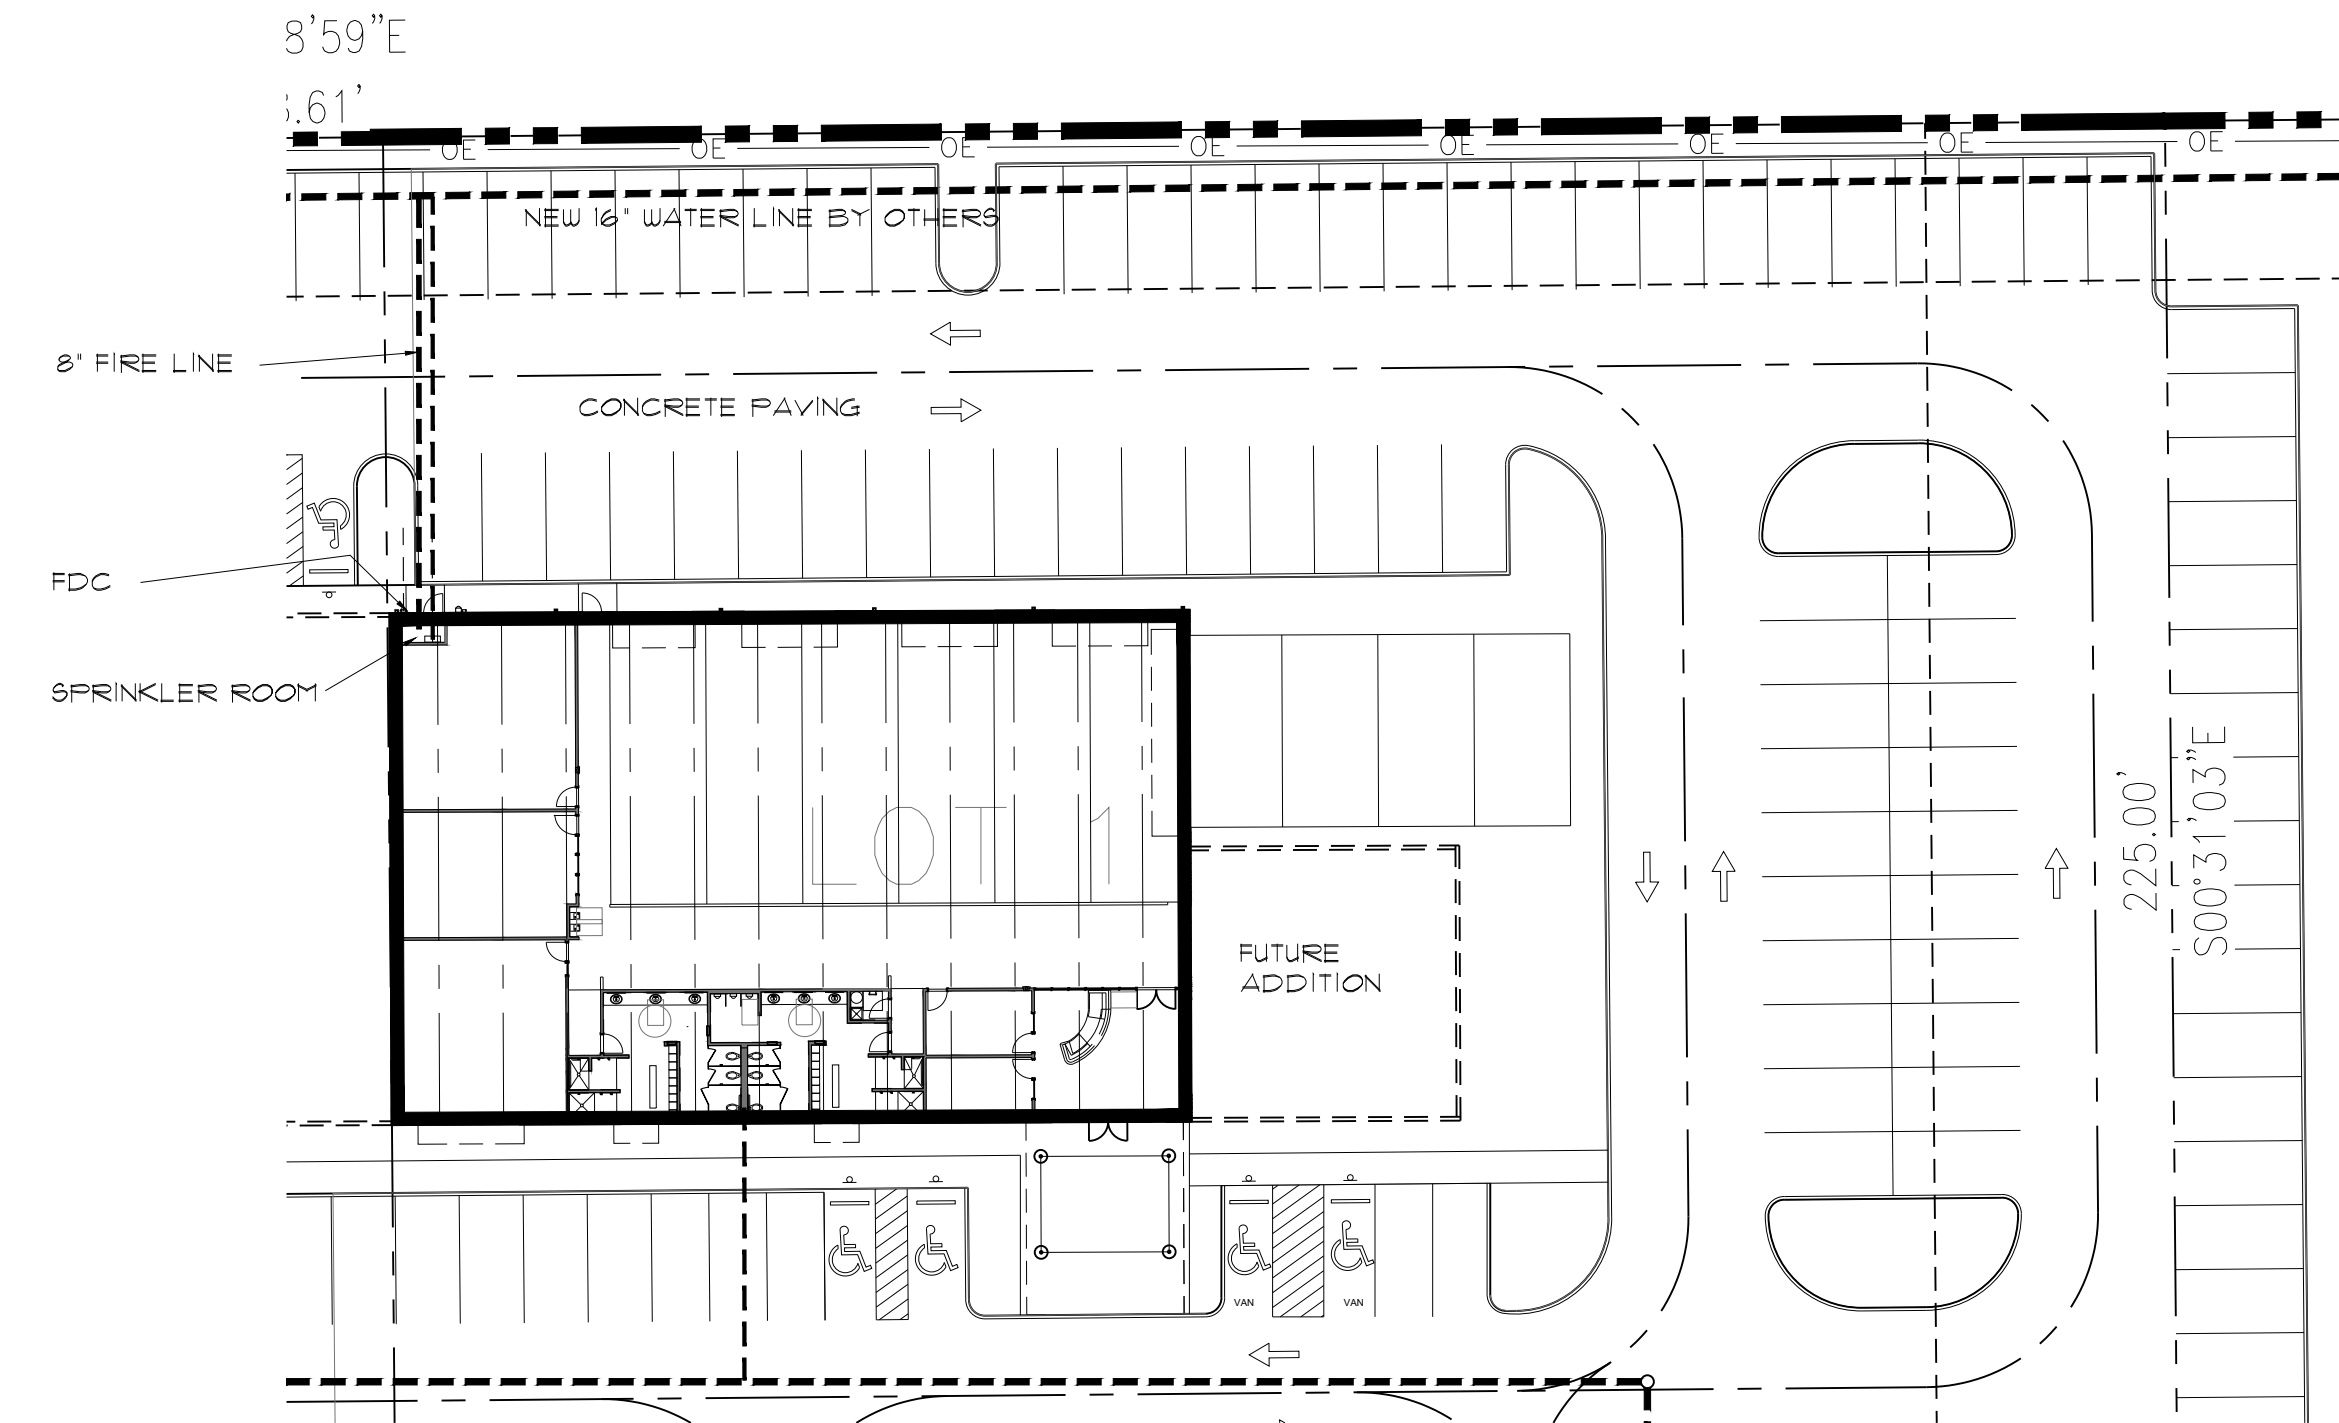 8'59"E
.61'
OE OE OE OE OE OE OE OE
NEW 16" WATER LINE BY OTHERS
8" FIRE LINE
CONCRETE PAVING
FDC
SPRINKLER ROOM
LOT 1
225.00'
S00°31'03"E
FUTURE
ADDITION
VAN VAN